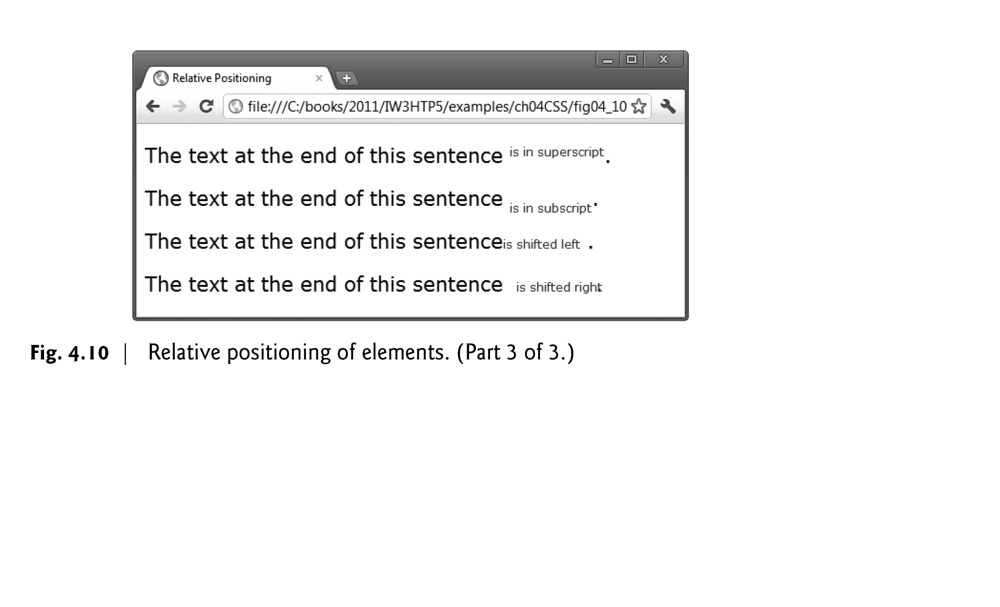 Relative Positioning
file:///C:/books/2011/IW3HTP5/examples/ch04CSS/fig04_10
The text at the end of this sentence is in superscript.
The text at the end of this sentence is in subscript.
The text at the end of this sentenceis shifted left .
The text at the end of this sentence is shifted right.
Fig. 4.10 | Relative positioning of elements. (Part 3 of 3.)